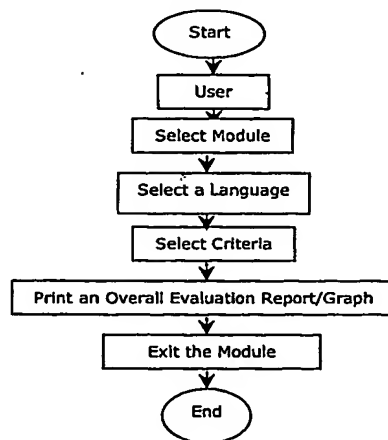 Start
User
Select Module
Select a Language
Select Criteria
Print an Overall Evaluation Report/Graph
Exit the Module
End